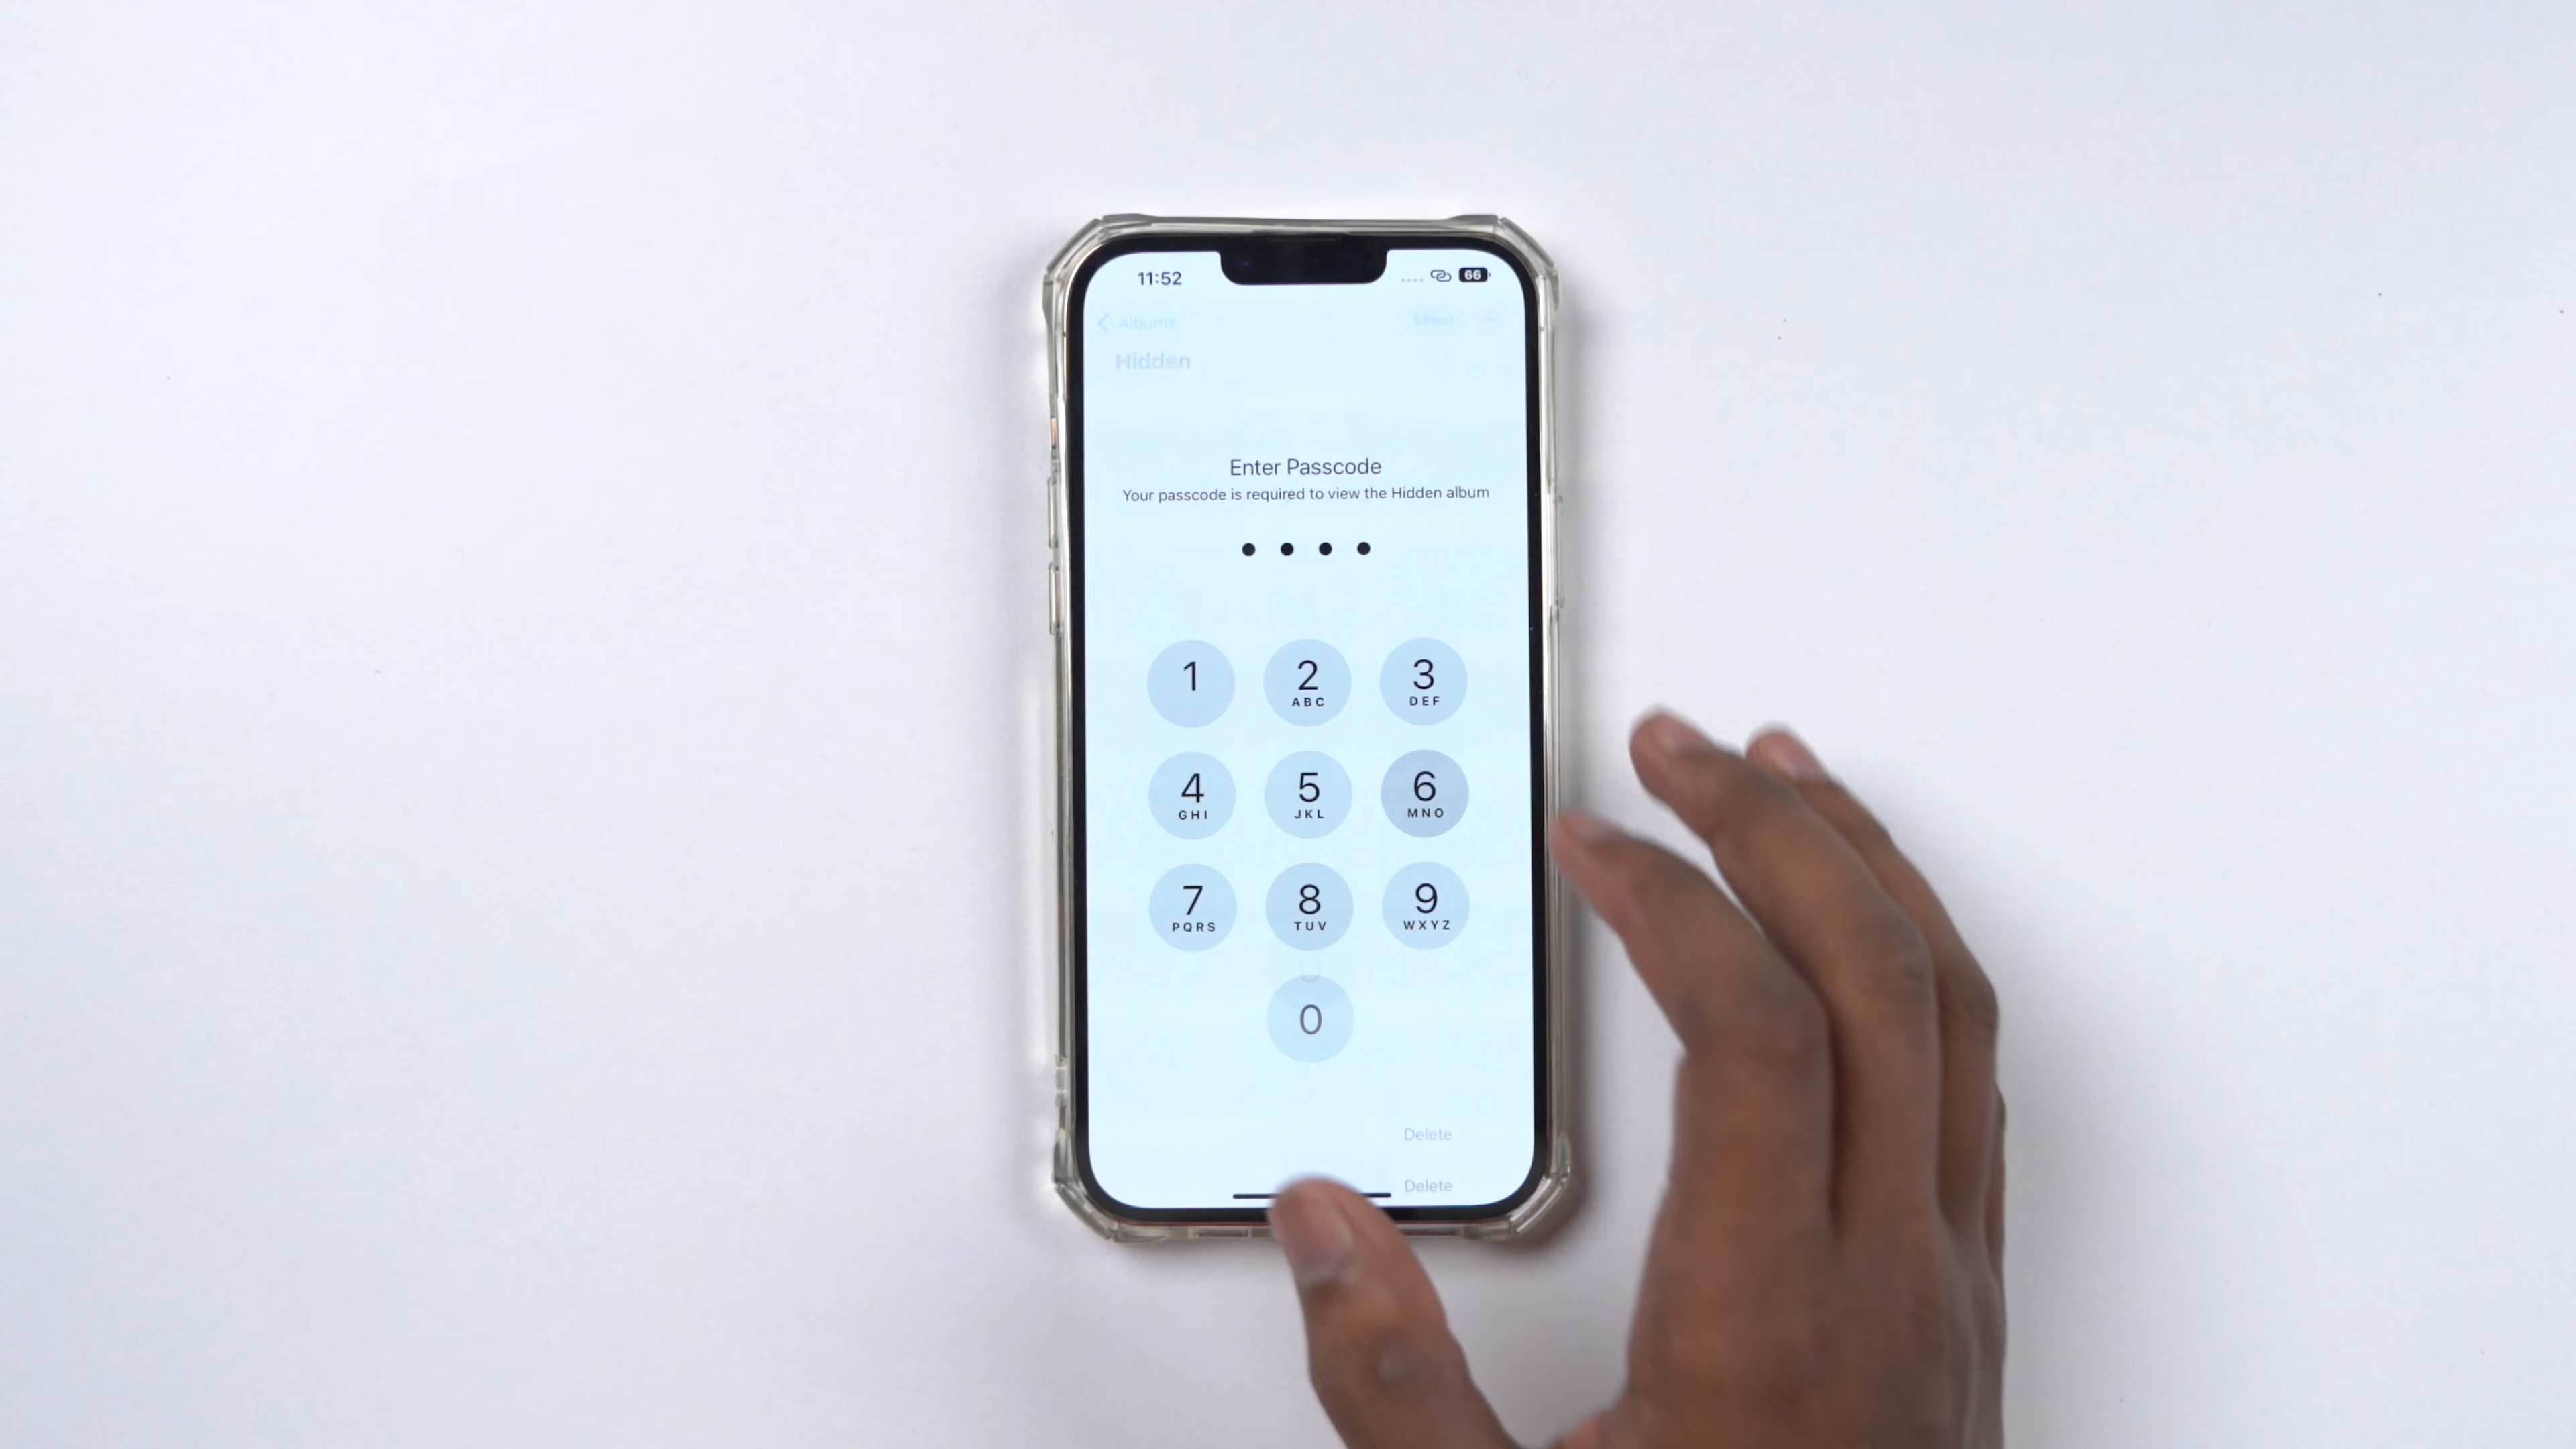 11:52
66
Albums
Hidden
Enter Passcode
Your passcode is required to view the Hidden album
1
2
3
ABC
DEF
4
5
6
GHI
JKL
MNO
7
8
9
PQRS
TUV
WXYZ
0
Delete
Delete